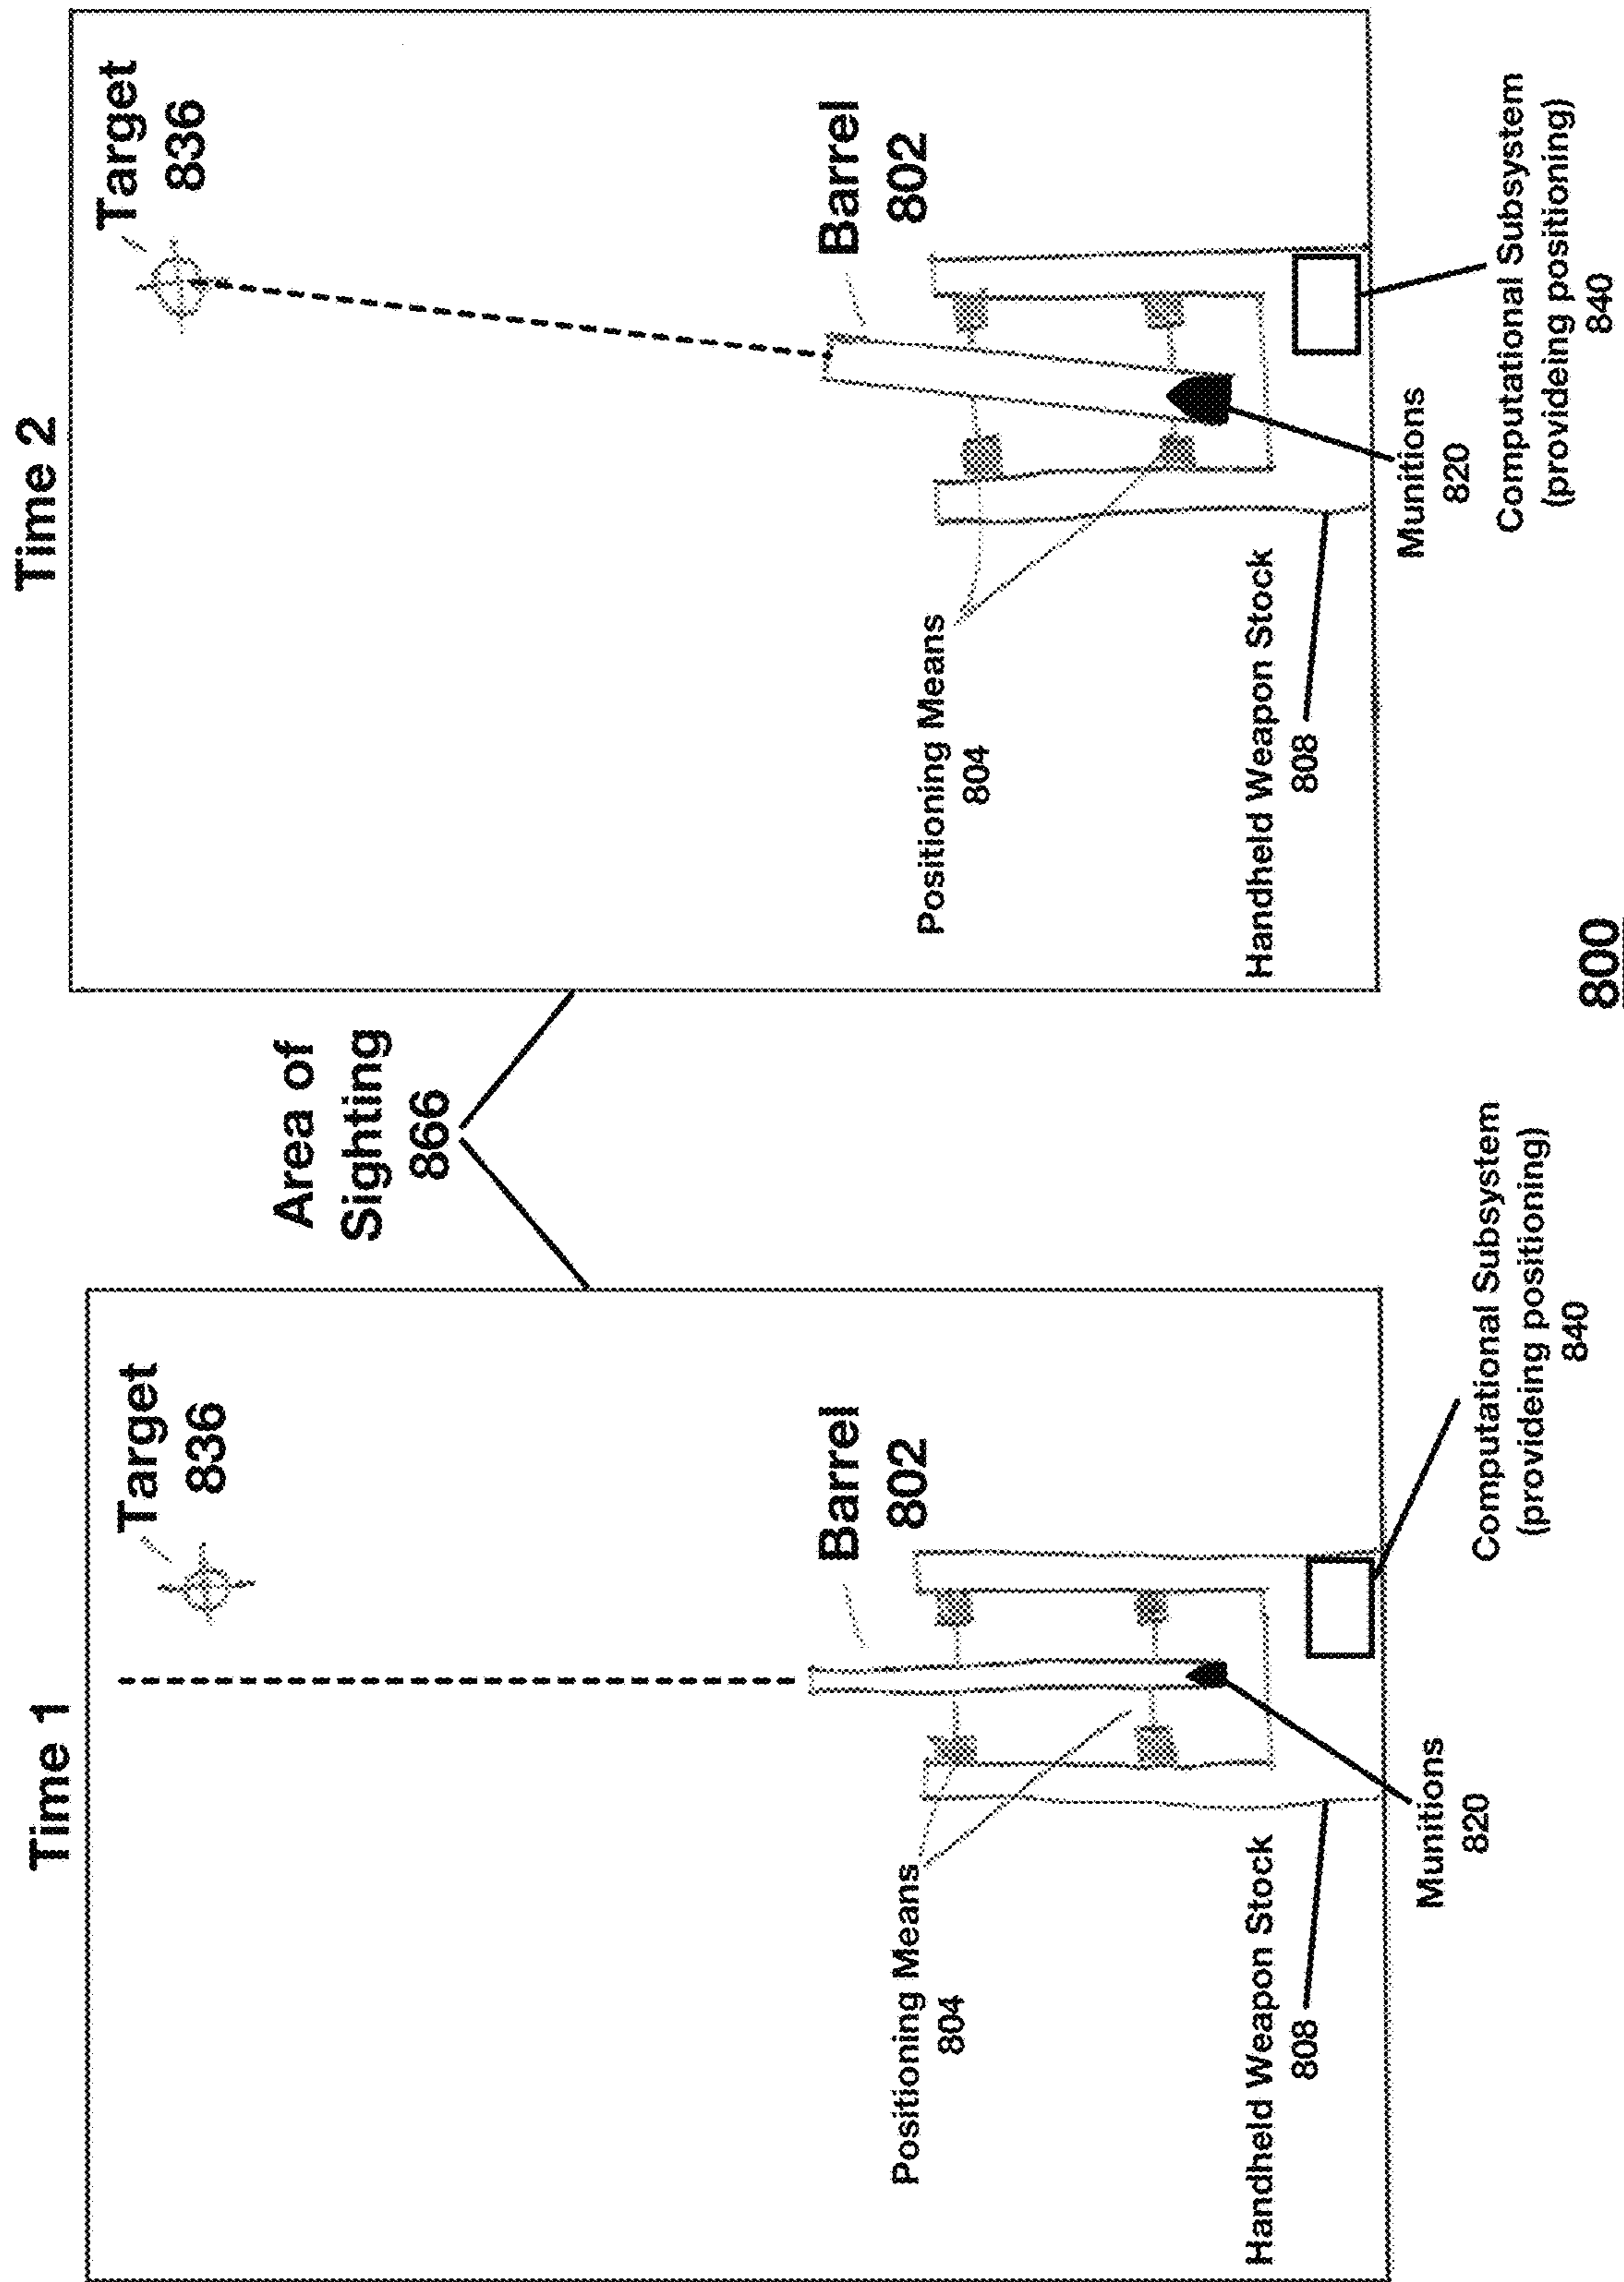 Time 1
Target
836
Barrel
802
Positioning Means
804
Handheld Weapon Stock
808
Munitions
820
Computational Subsystem
(provideing positioning)
840
Area of
Sighting
866
Time 2
Target
836
Barrel
802
Positioning Means
804
Handheld Weapon Stock
808
Munitions
820
Computational Subsystem
(provideing positioning)
840
800